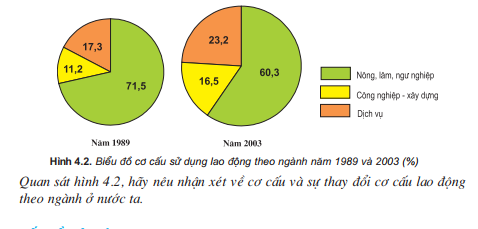 17,3
11,2
71,5
23,2
16,5
60,3
Nông, lâm, ngư nghiệp
Công nghiệp - xây dựng
Dịch vụ
Năm 1989
Năm 2003
Hình 4.2. Biểu đồ cơ cấu sử dụng lao động theo ngành năm 1989 và 2003 (%)
Quan sát hình 4.2, hãy nêu nhận xét về cơ cấu và sự thay đổi cơ cấu lao động
theo ngành ở nước ta.